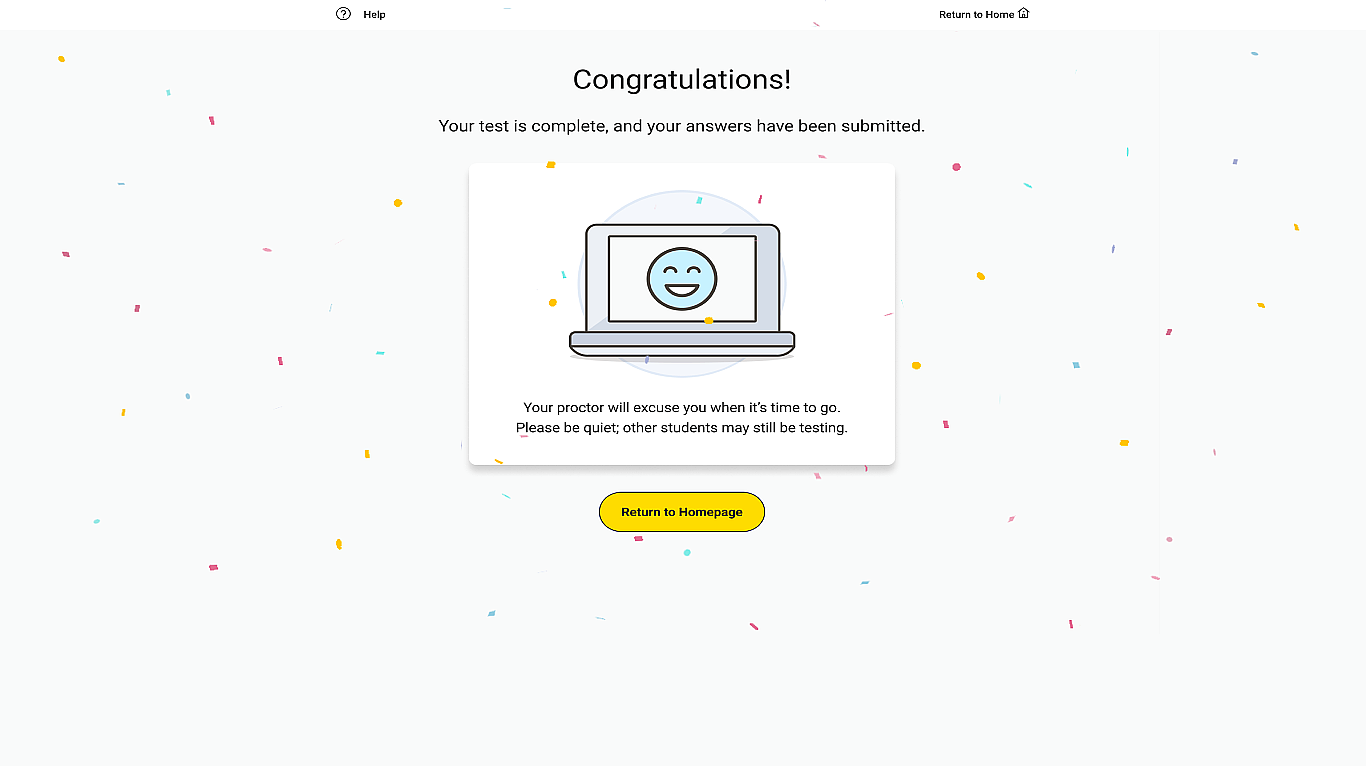 Help
Return to Home
Congratulations!
Your test is complete, and your answers have been submitted.
Your proctor will excuse you when it’s time to go.
Please be quiet; other students may still be testing.
Return to Homepage